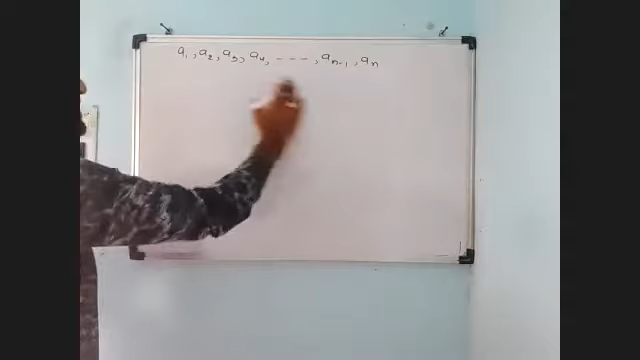 a₁, a₂, a₃, a₄, - - - , aₙ₋₁, aₙ